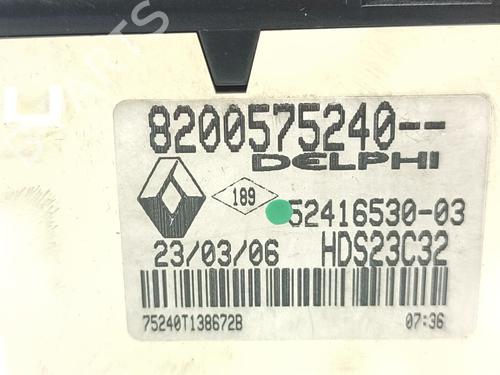 8200575240--
DELPHI
189
52416530-03
23/03/06 HDS23C32
75240T138672B 07:36